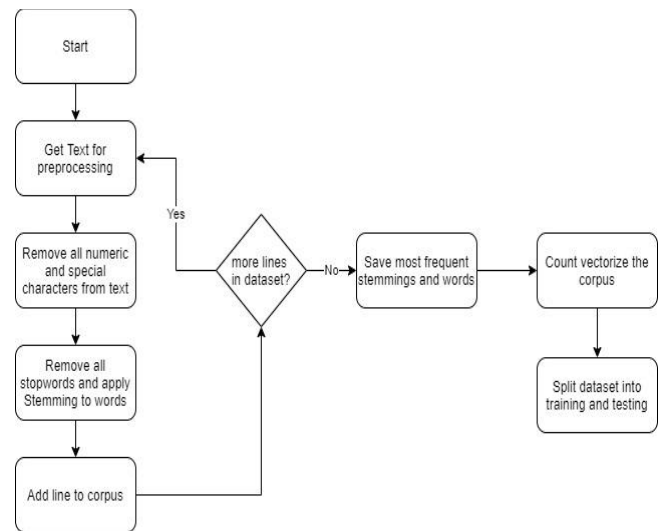 Start
Get Text for
preprocessing
Remove all numeric
and special
characters from text
Remove all
stopwords and apply
Stemming to words
Add line to corpus
more lines
in dataset?
Yes
No
Save most frequent
stemmings and words
Count vectorize the
corpus
Split dataset into
training and testing